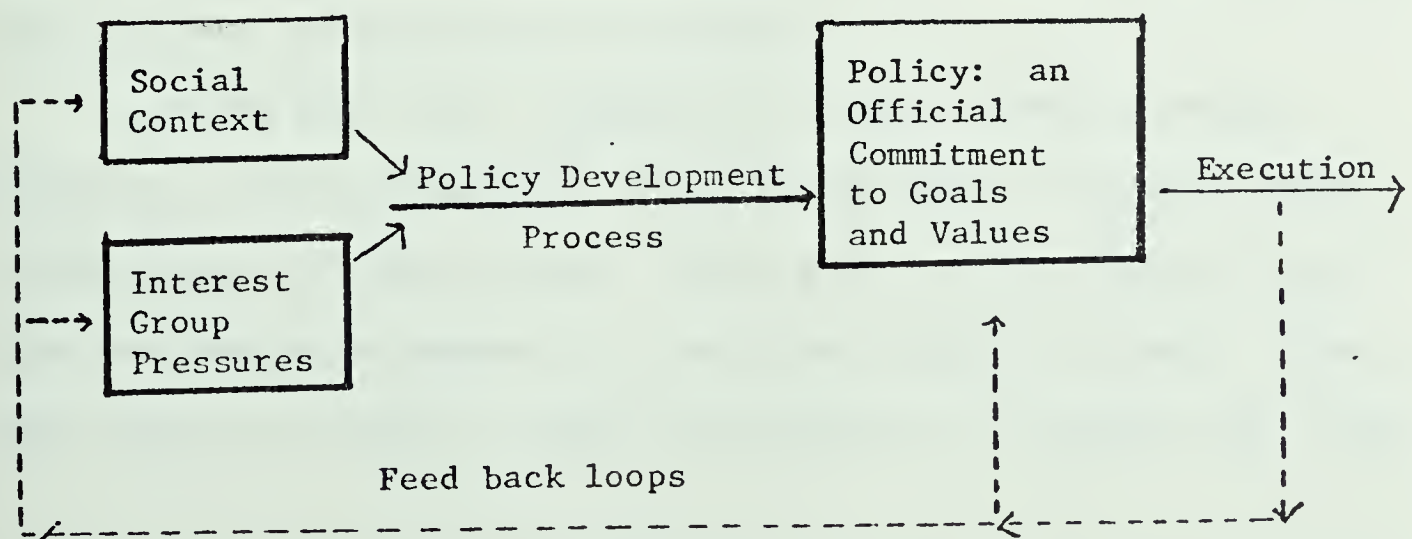 Social
Context
Interest
Group
Pressures
Policy Development
Process
Policy: an
Official
Commitment
to Goals
and Values
Execution
Feed back loops